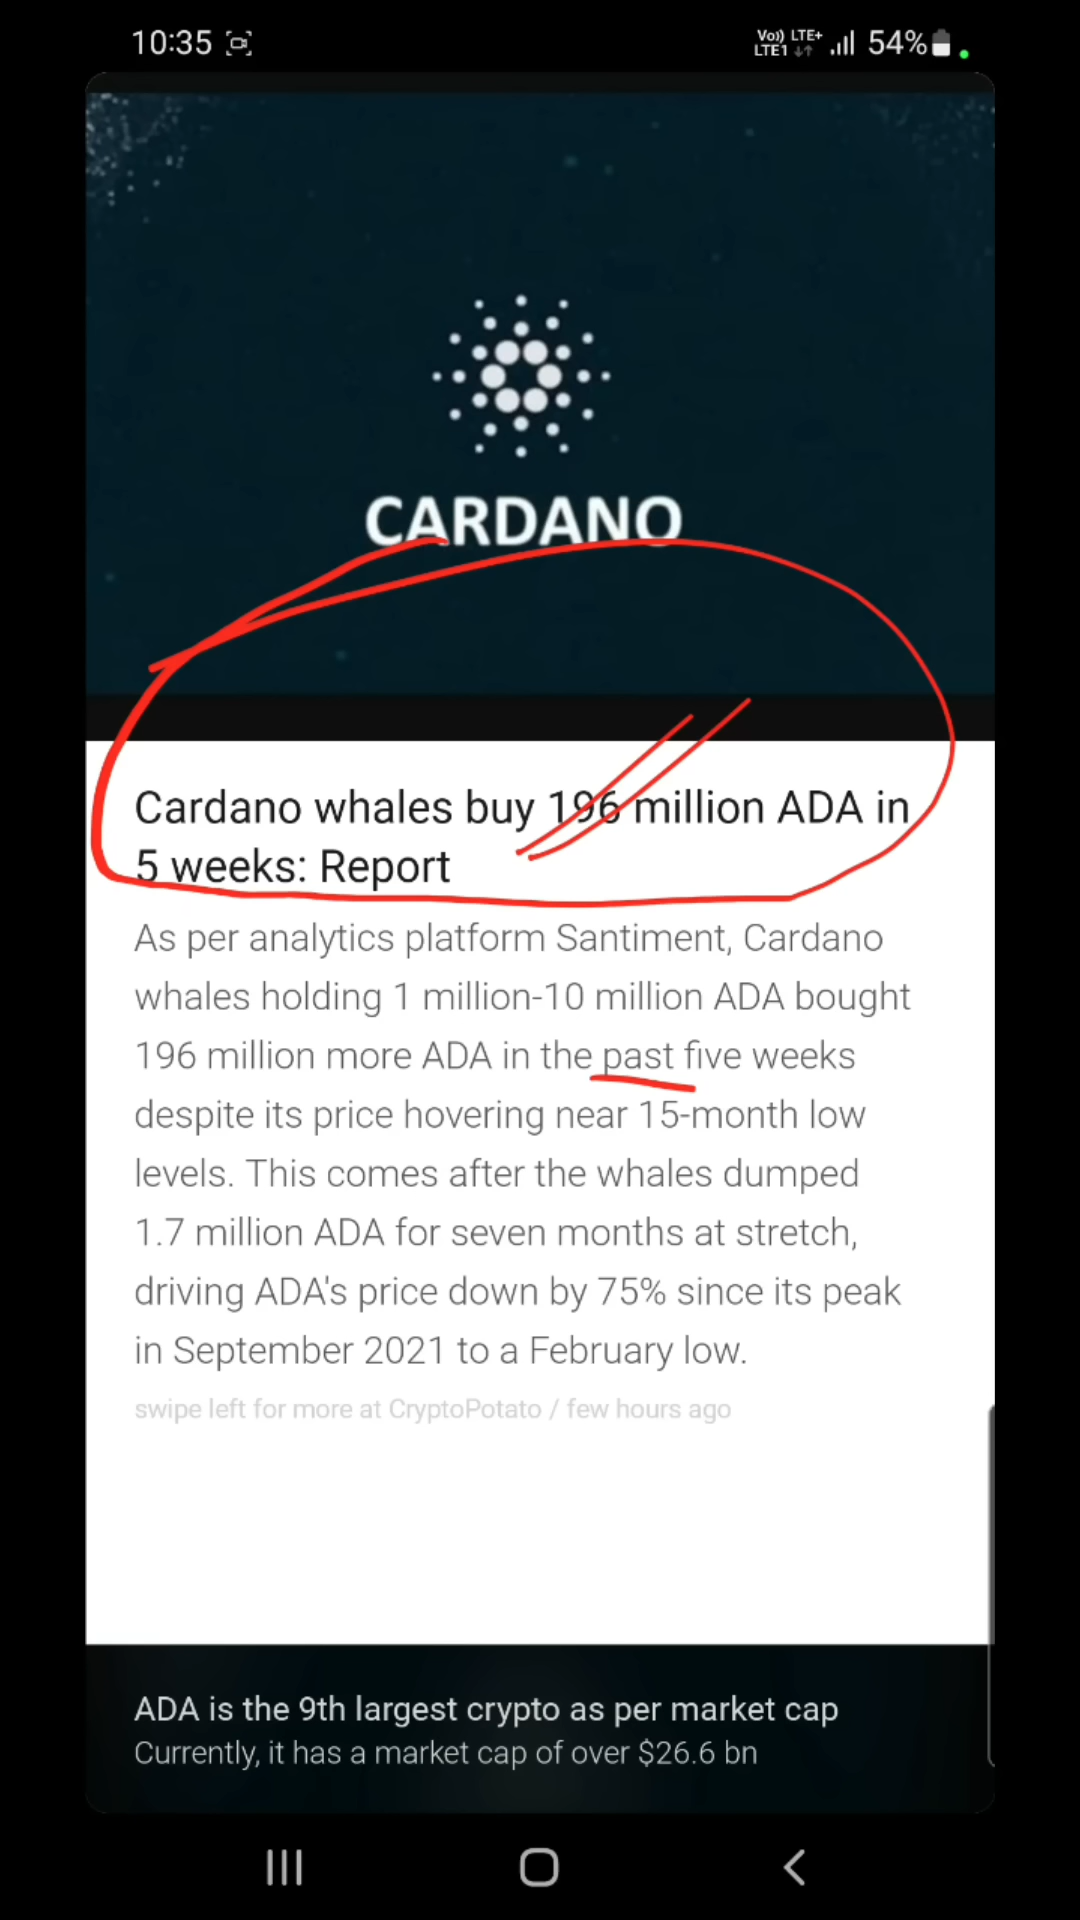 10:35
Vo)) LTE+
LTE1
54%
CARDANO
Cardano whales buy 196 million ADA in
5 weeks: Report
As per analytics platform Santiment, Cardano
whales holding 1 million-10 million ADA bought
196 million more ADA in the past five weeks
despite its price hovering near 15-month low
levels. This comes after the whales dumped
1.7 million ADA for seven months at stretch,
driving ADA's price down by 75% since its peak
in September 2021 to a February low.
swipe left for more at CryptoPotato / few hours ago
ADA is the 9th largest crypto as per market cap
Currently, it has a market cap of over $26.6 bn